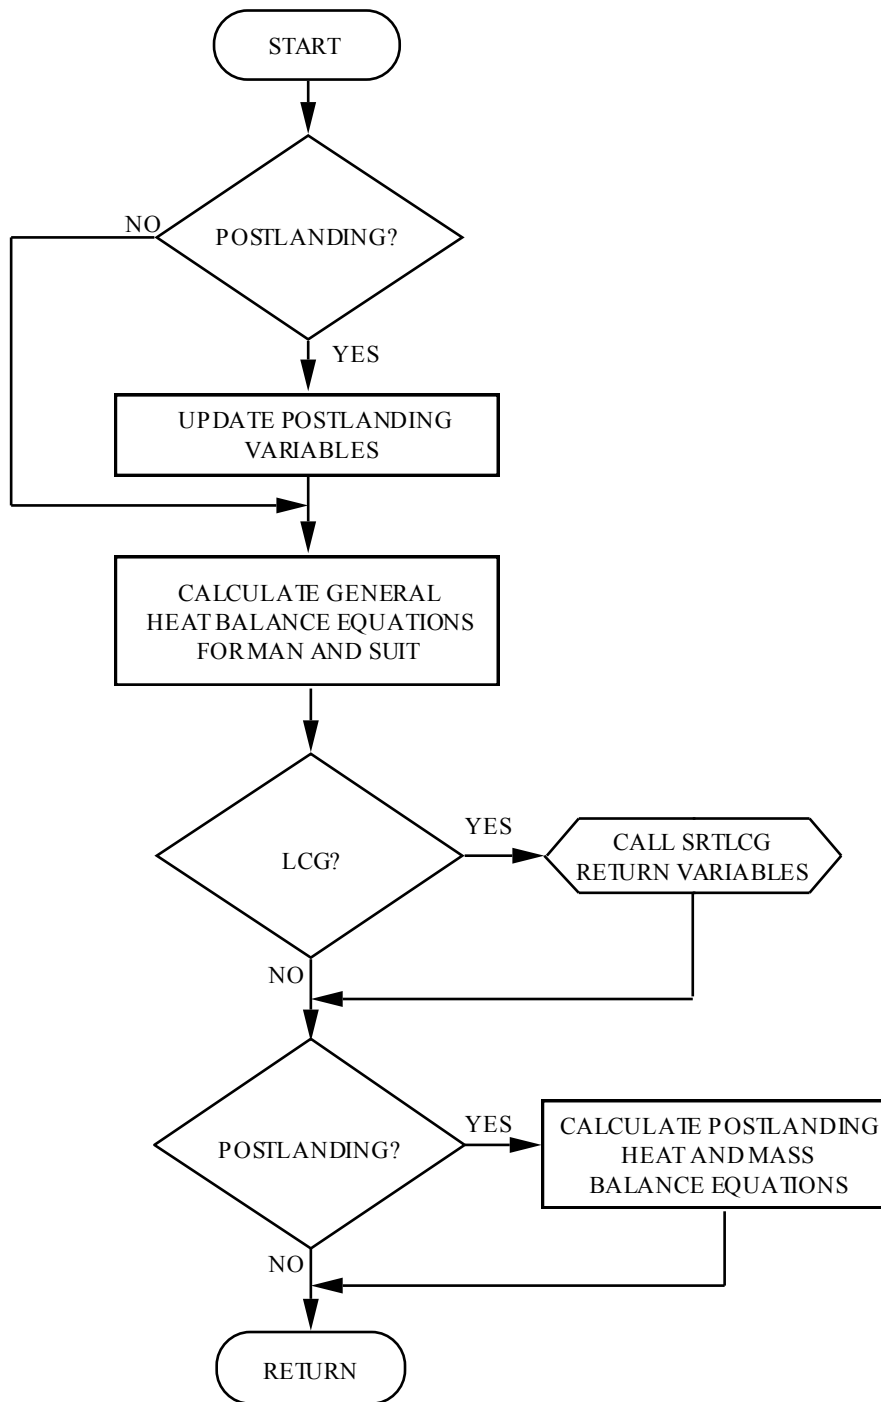 START
NO
POSTLANDING?
YES
UPDATE POSTLANDING
VARIABLES
CALCULATE GENERAL
HEAT BALANCE EQUATIONS
FOR MAN AND SUIT
LCG?
YES
CALL SRTLCG
RETURN VARIABLES
NO
POSTLANDING?
YES
CALCULATE POSTLANDING
HEAT AND MASS
BALANCE EQUATIONS
NO
RETURN